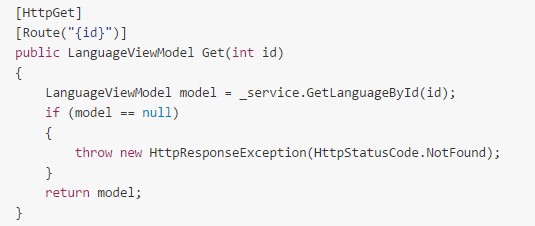 [HttpGet]
[Route("{id}")]
public LanguageViewModel Get(int id)
{
    LanguageViewModel model = _service.GetLanguageById(id);
    if (model == null)
    {
        throw new HttpResponseException(HttpStatusCode.NotFound);
    }
    return model;
}